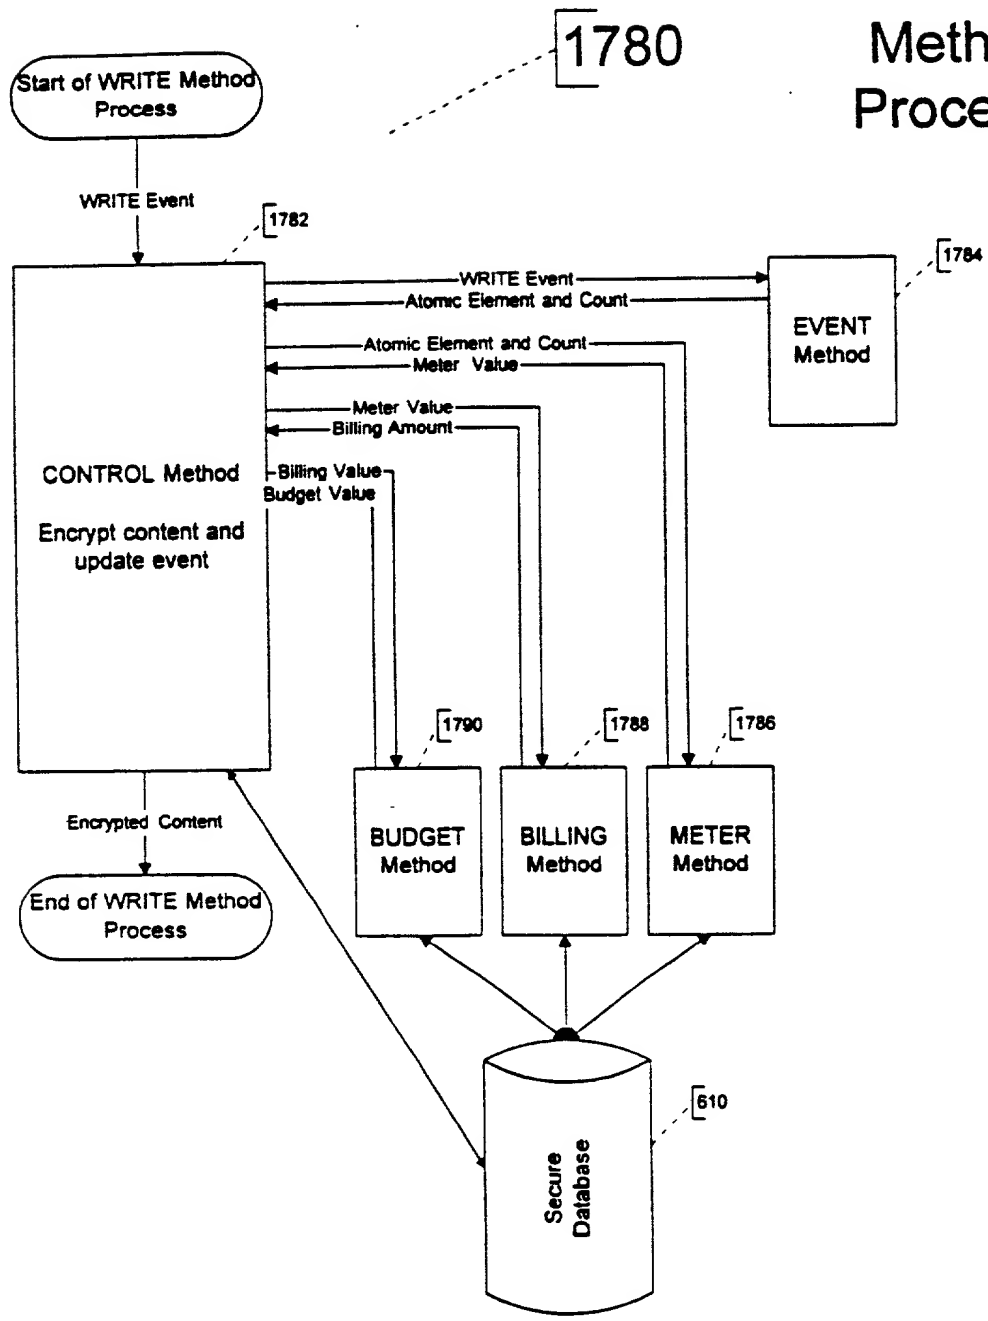 1780
Meth
Proce
Start of WRITE Method
Process
WRITE Event
1782
1784
WRITE Event
Atomic Element and Count
EVENT
Method
Atomic Element and Count
Meter Value
Meter Value
Billing Amount
CONTROL Method
Encrypt content and
update event
Billing Value
Budget Value
1790
1788
1786
Encrypted Content
BUDGET
Method
BILLING
Method
METER
Method
End of WRITE Method
Process
610
Secure
Database